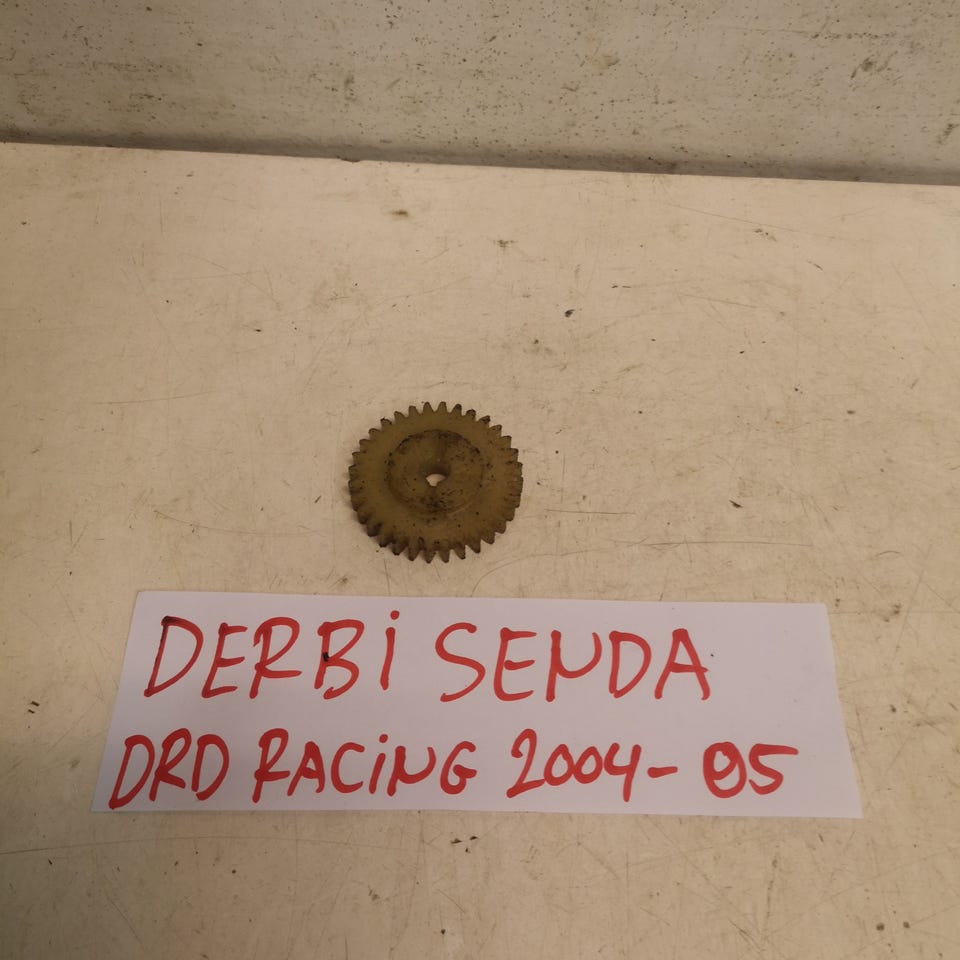 DERBi SENDA
DRD RACiNG 2004-05